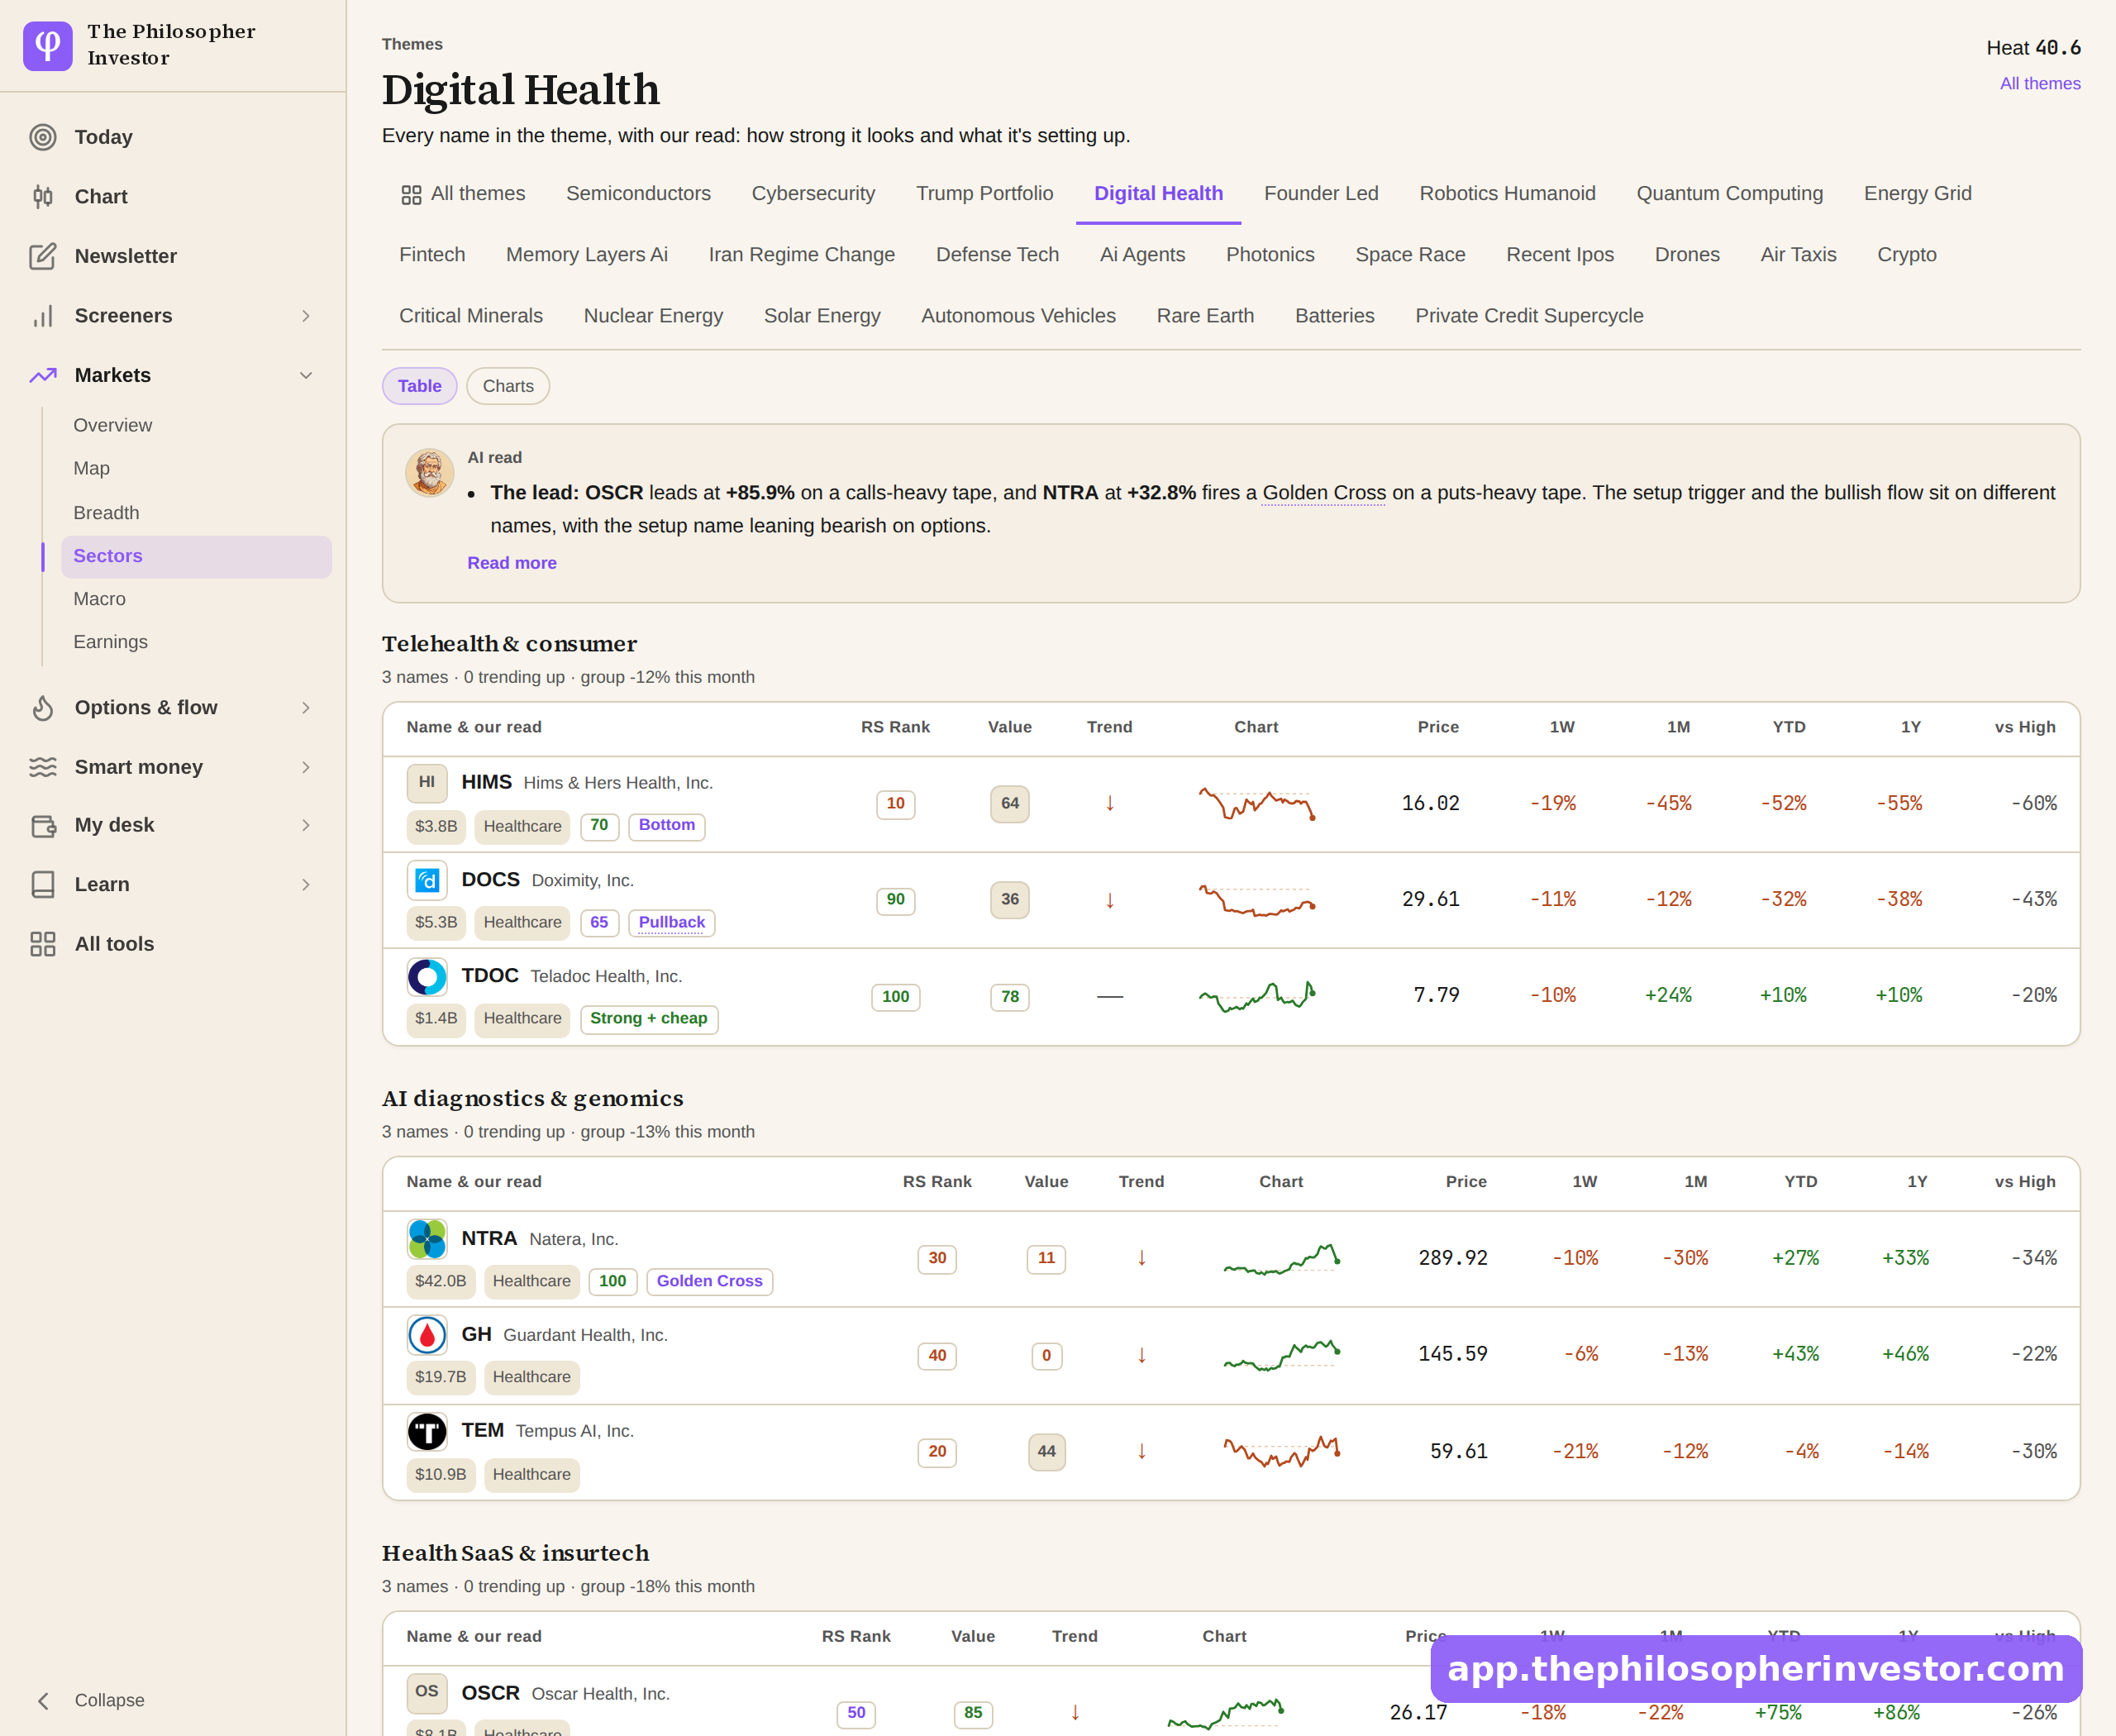 φ
The Philosopher
Investor
Today
Chart
Newsletter
Screeners
Markets
Overview
Map
Breadth
Sectors
Macro
Earnings
Options & flow
Smart money
My desk
Learn
All tools
Collapse
Themes
Heat 40.6
Digital Health
All themes
Every name in the theme, with our read: how strong it looks and what it's setting up.
All themes Semiconductors Cybersecurity Trump Portfolio Digital Health Founder Led Robotics Humanoid Quantum Computing Energy Grid
Fintech Memory Layers Ai Iran Regime Change Defense Tech Ai Agents Photonics Space Race Recent Ipos Drones Air Taxis Crypto
Critical Minerals Nuclear Energy Solar Energy Autonomous Vehicles Rare Earth Batteries Private Credit Supercycle
Table Charts
AI read
• The lead: OSCR leads at +85.9% on a calls-heavy tape, and NTRA at +32.8% fires a Golden Cross on a puts-heavy tape. The setup trigger and the bullish flow sit on different
names, with the setup name leaning bearish on options.
Read more
Telehealth & consumer
3 names · 0 trending up · group -12% this month
Name & our read RS Rank Value Trend Chart Price 1W 1M YTD 1Y vs High
HI HIMS Hims & Hers Health, Inc.
10 64 ↓ 16.02 -19% -45% -52% -55% -60%
$3.8B Healthcare 70 Bottom
DOCS Doximity, Inc.
90 36 ↓ 29.61 -11% -12% -32% -38% -43%
$5.3B Healthcare 65 Pullback
TDOC Teladoc Health, Inc.
100 78 — 7.79 -10% +24% +10% +10% -20%
$1.4B Healthcare Strong + cheap
AI diagnostics & genomics
3 names · 0 trending up · group -13% this month
Name & our read RS Rank Value Trend Chart Price 1W 1M YTD 1Y vs High
NTRA Natera, Inc.
30 11 ↓ 289.92 -10% -30% +27% +33% -34%
$42.0B Healthcare 100 Golden Cross
GH Guardant Health, Inc.
40 0 ↓ 145.59 -6% -13% +43% +46% -22%
$19.7B Healthcare
TEM Tempus AI, Inc.
20 44 ↓ 59.61 -21% -12% -4% -14% -30%
$10.9B Healthcare
Health SaaS & insurtech
3 names · 0 trending up · group -18% this month
Name & our read RS Rank Value Trend Chart Price 1W 1M YTD 1Y vs High
app.thephilosopherinvestor.com
OS OSCR Oscar Health, Inc.
50 85 ↓ 26.17 -18% -22% +75% +86% -26%
$8.1B Healthcare